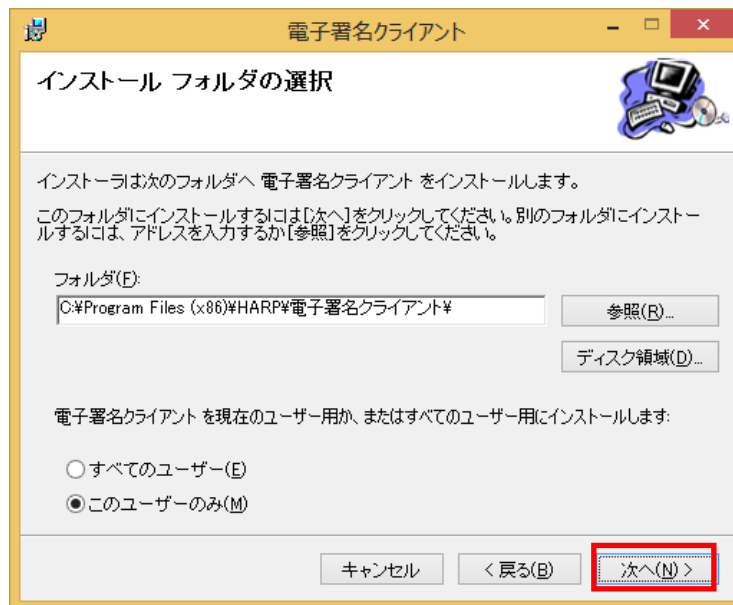 電子署名クライアント
インストール フォルダの選択
インストーラは次のフォルダへ 電子署名クライアント をインストールします。
このフォルダにインストールするには[次へ]をクリックしてください。別のフォルダにインストー
ルするには、アドレスを入力するか[参照]をクリックしてください。
フォルダ(F):
C:¥Program Files (x86)¥HARP¥電子署名クライアント¥
参照(R)...
ディスク領域(D)...
電子署名クライアント を現在のユーザー用か、またはすべてのユーザー用にインストールします:
すべてのユーザー(E)
このユーザーのみ(M)
キャンセル
< 戻る(B)
次へ(N) >